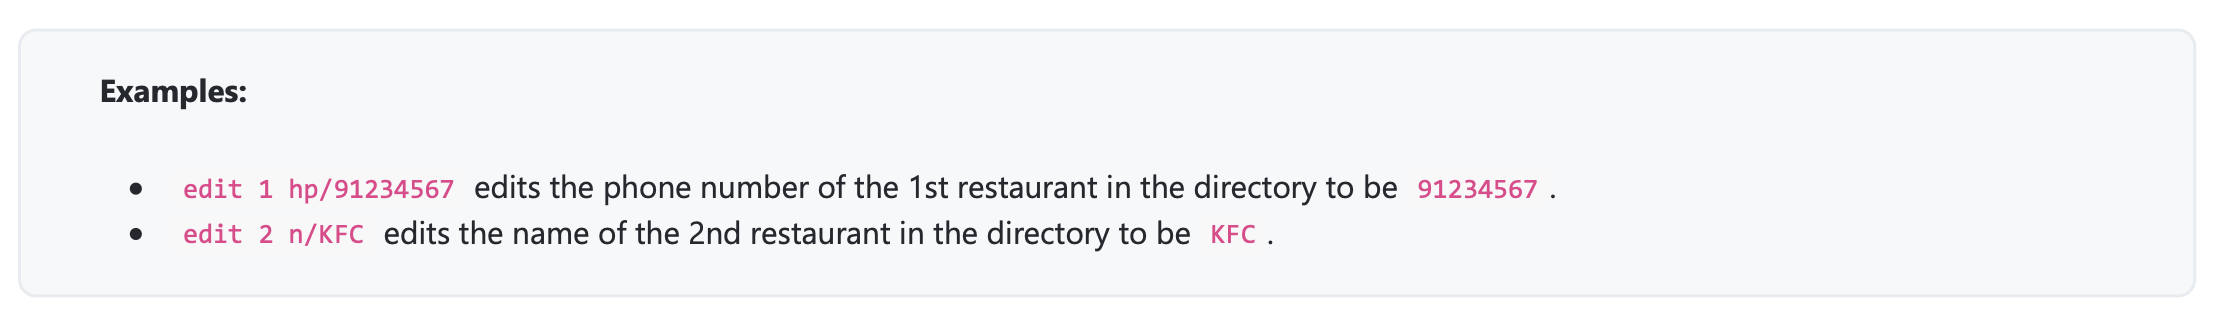 Examples:
• edit 1 hp/91234567 edits the phone number of the 1st restaurant in the directory to be 91234567 .
• edit 2 n/KFC edits the name of the 2nd restaurant in the directory to be KFC .